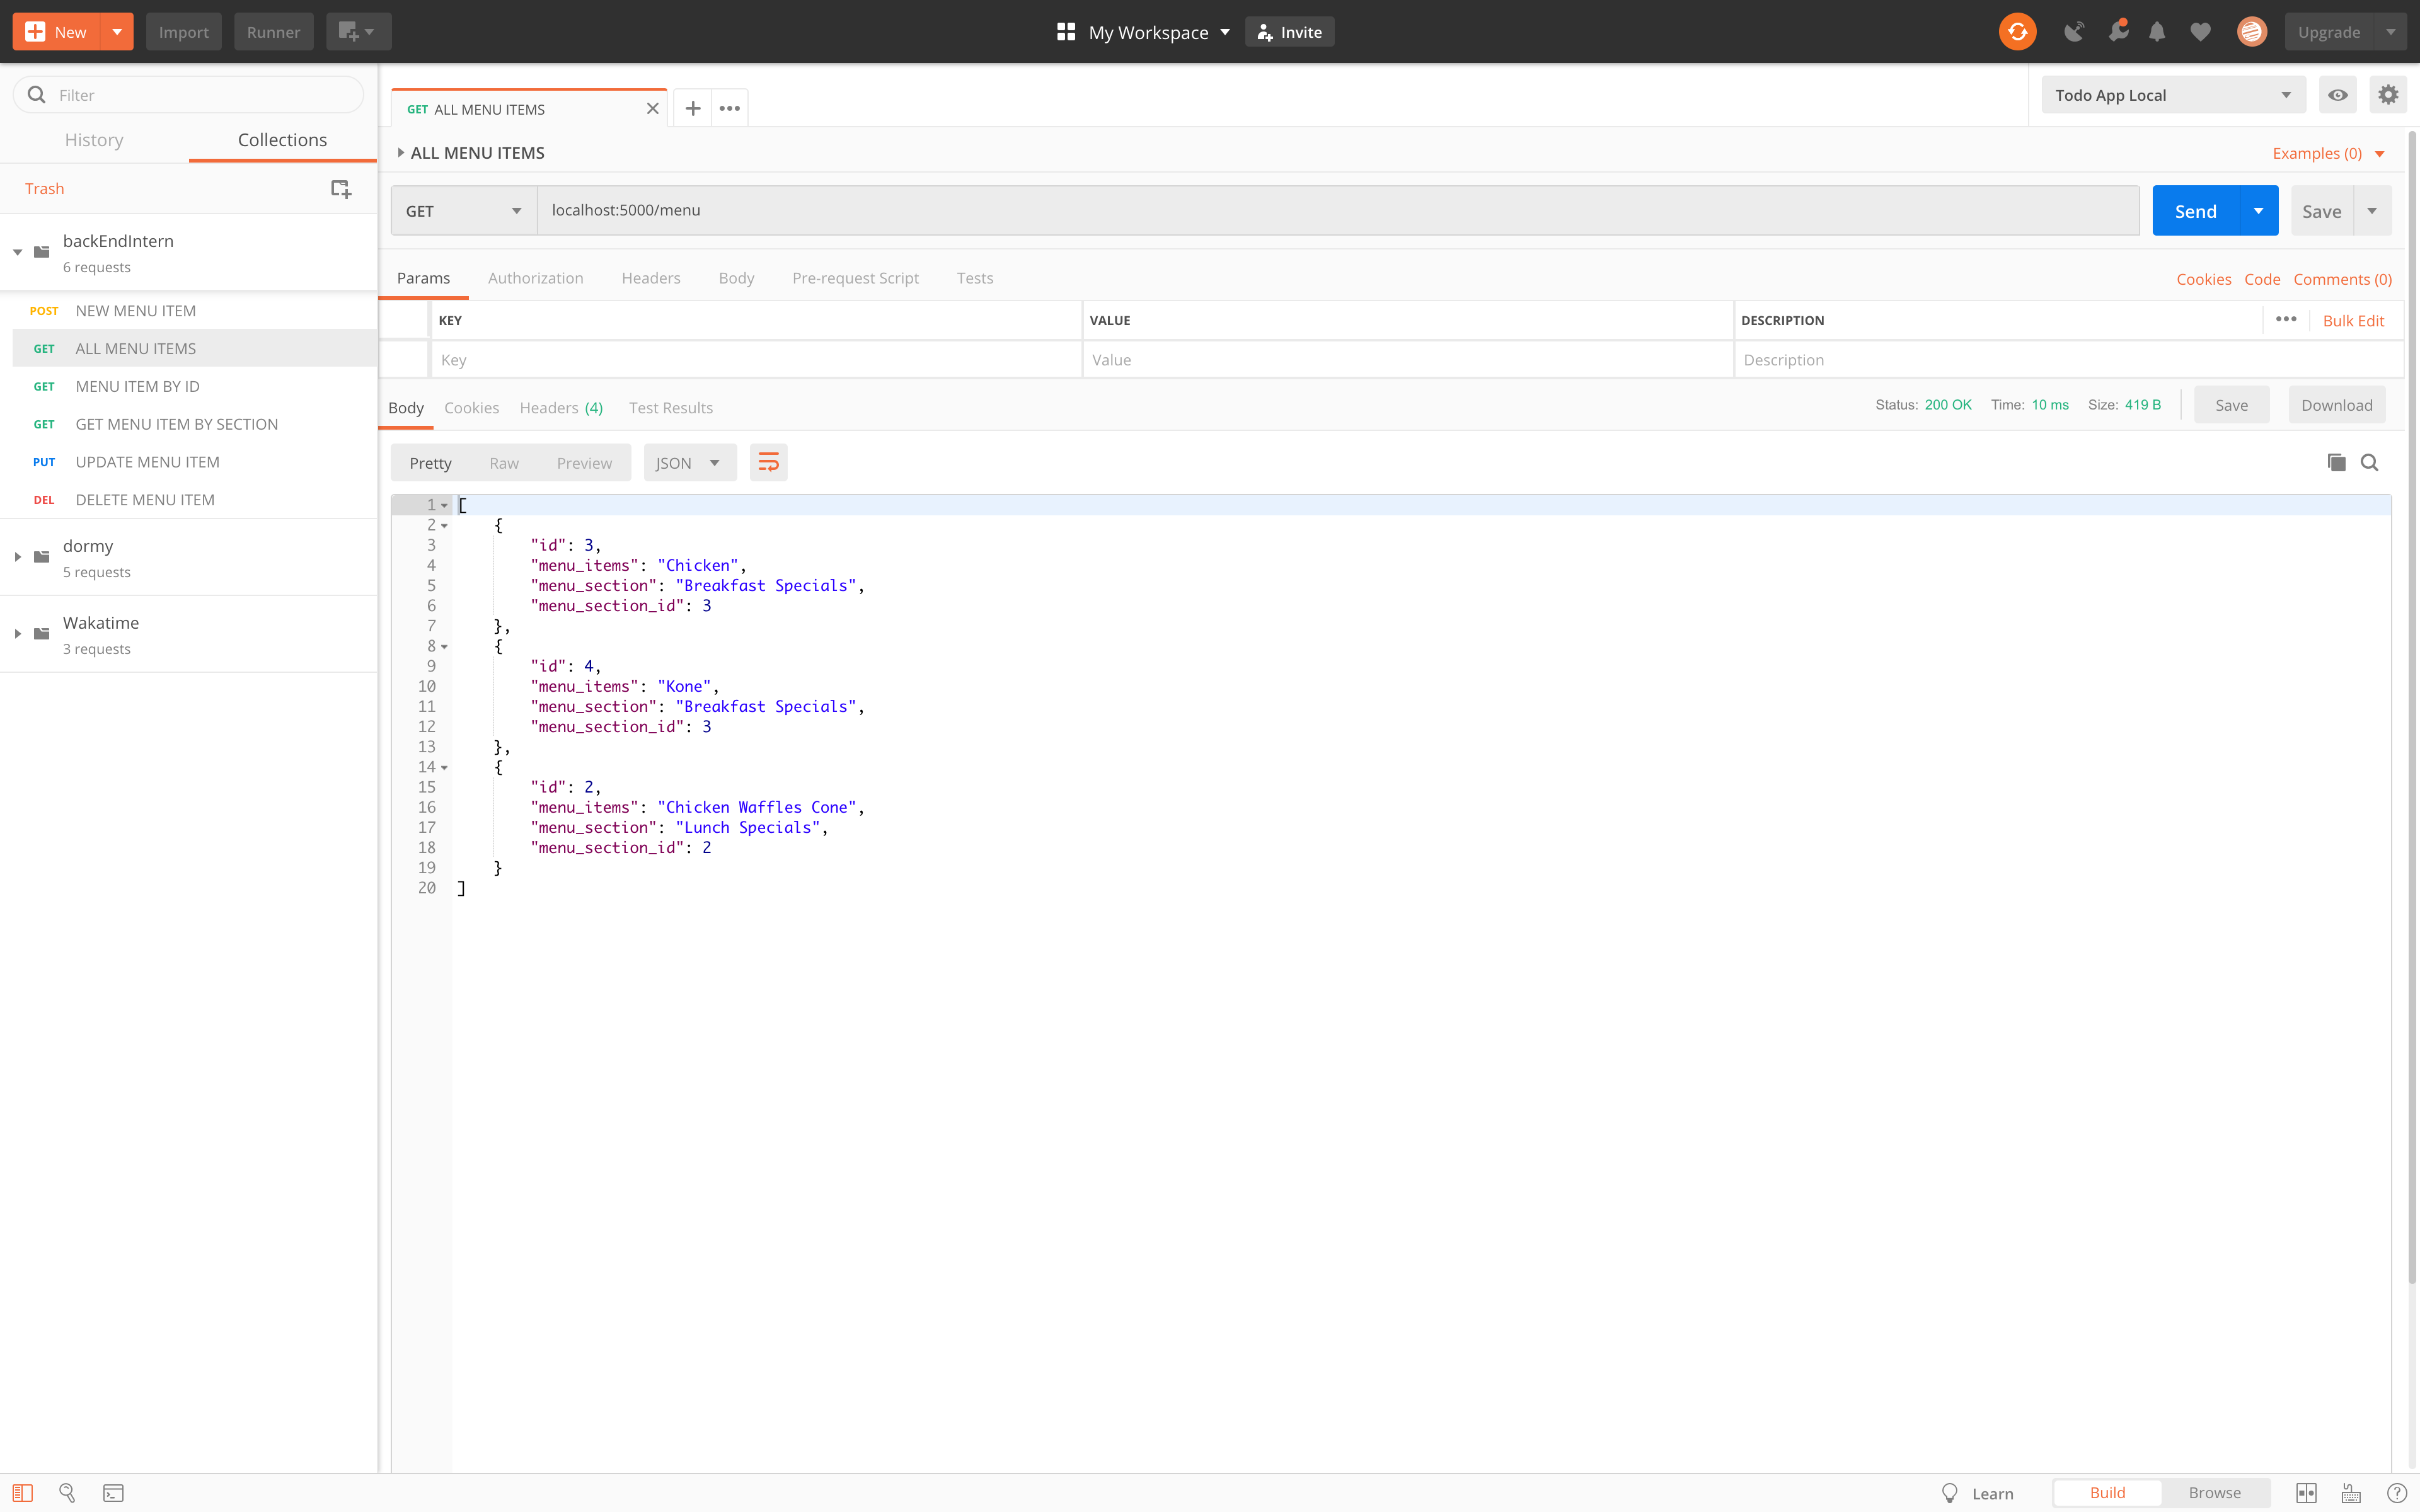 New Import Runner My Workspace Invite Upgrade
Filter
History Collections
Trash
backEndIntern
6 requests
POST NEW MENU ITEM
GET ALL MENU ITEMS
GET MENU ITEM BY ID
GET GET MENU ITEM BY SECTION
PUT UPDATE MENU ITEM
DEL DELETE MENU ITEM
dormy
5 requests
Wakatime
3 requests
GET ALL MENU ITEMS
Todo App Local
ALL MENU ITEMS Examples (0)
GET localhost:5000/menu Send Save
Params Authorization Headers Body Pre-request Script Tests Cookies Code Comments (0)
KEY VALUE DESCRIPTION Bulk Edit
Key Value Description
Body Cookies Headers (4) Test Results Status: 200 OK Time: 10 ms Size: 419 B Save Download
Pretty Raw Preview JSON
1 [
2 {
3 "id": 3,
4 "menu_items": "Chicken",
5 "menu_section": "Breakfast Specials",
6 "menu_section_id": 3
7 },
8 {
9 "id": 4,
10 "menu_items": "Kone",
11 "menu_section": "Breakfast Specials",
12 "menu_section_id": 3
13 },
14 {
15 "id": 2,
16 "menu_items": "Chicken Waffles Cone",
17 "menu_section": "Lunch Specials",
18 "menu_section_id": 2
19 }
20 ]
Learn Build Browse